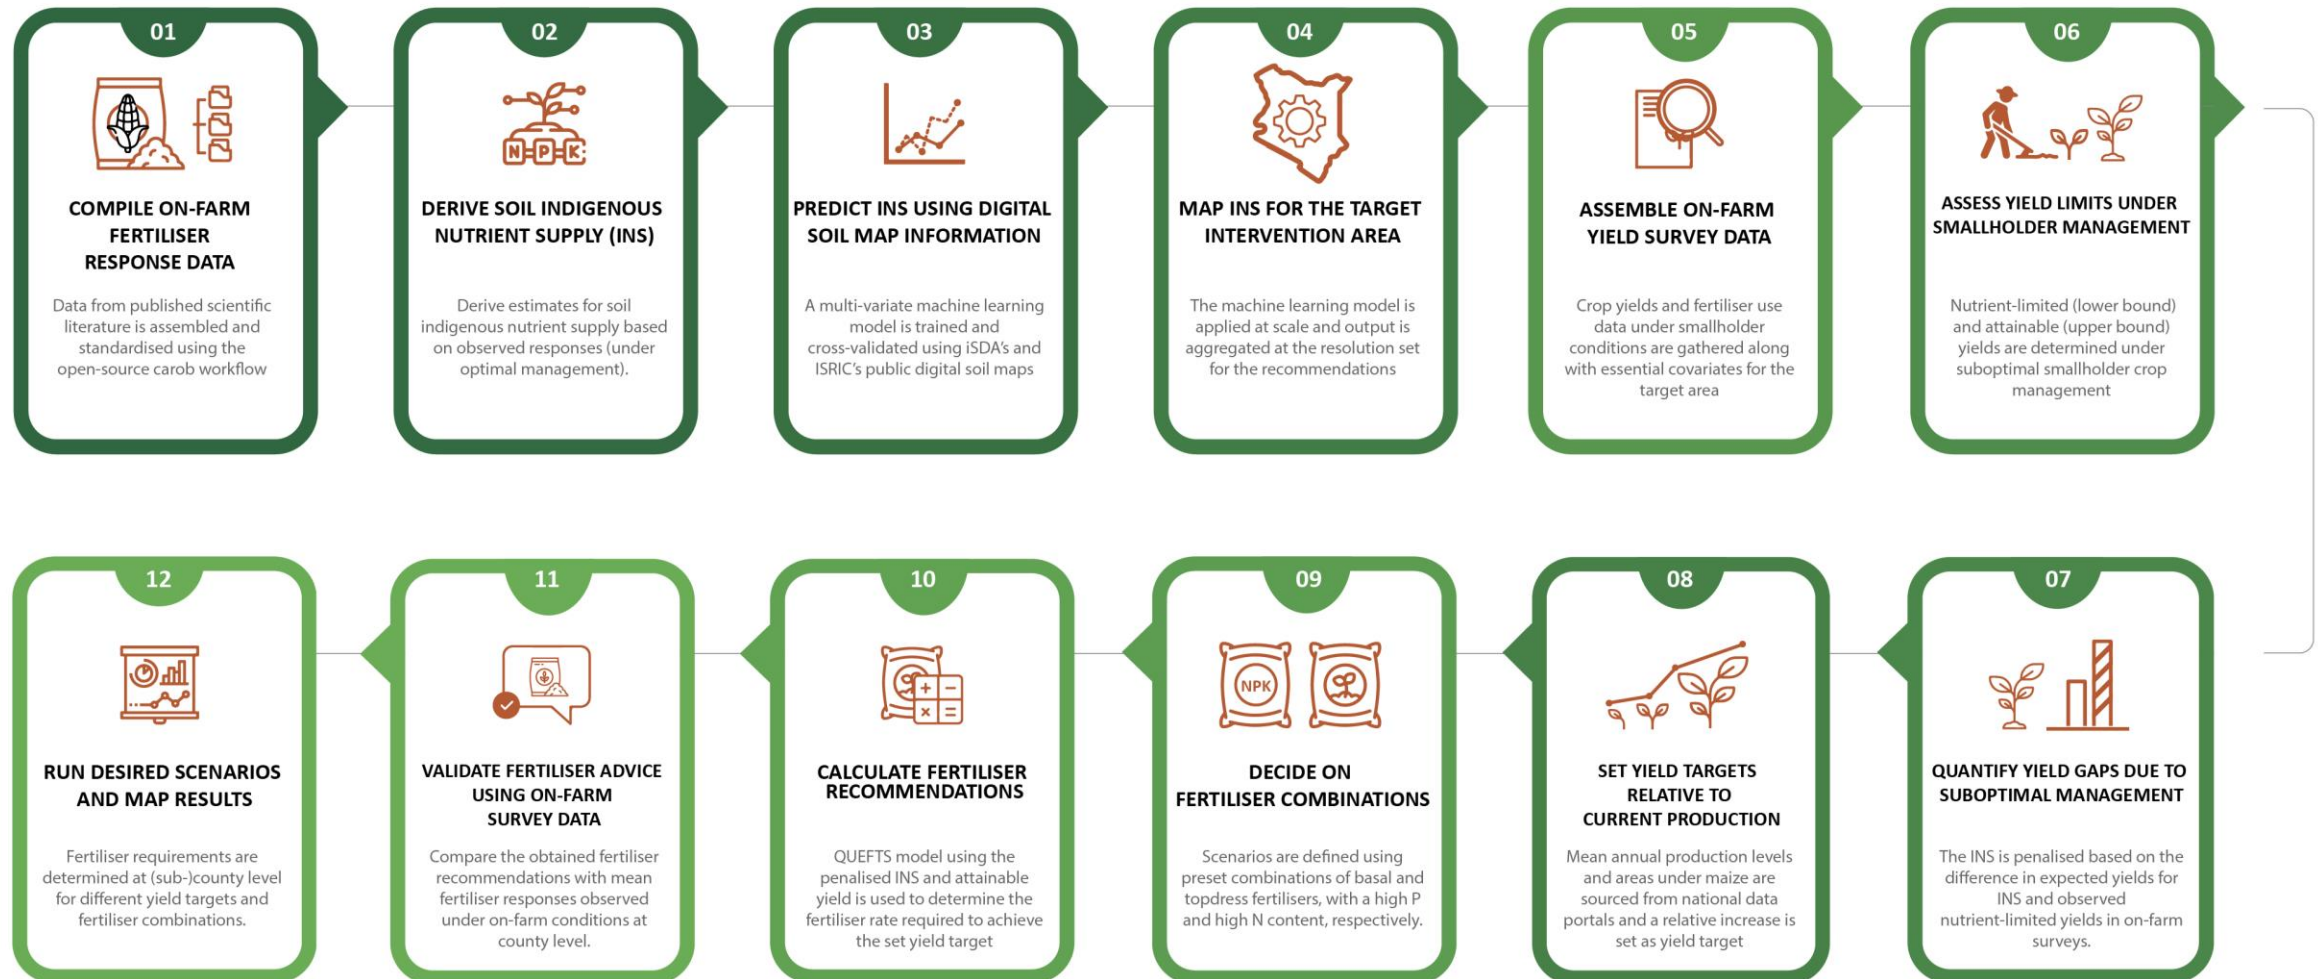 01
COMPILE ON-FARM
FERTILISER
RESPONSE DATA
Data from published scientific
literature is assembled and
standardised using the
open-source carob workflow
02
N-P-K
DERIVE SOIL INDIGENOUS
NUTRIENT SUPPLY (INS)
Derive estimates for soil
indigenous nutrient supply based
on observed responses (under
optimal management).
03
PREDICT INS USING DIGITAL
SOIL MAP INFORMATION
A multi-variate machine learning
model is trained and
cross-validated using iSDA's and
ISRIC's public digital soil maps
04
MAP INS FOR THE TARGET
INTERVENTION AREA
The machine learning model is
applied at scale and output is
aggregated at the resolution set
for the recommendations
05
ASSEMBLE ON-FARM
YIELD SURVEY DATA
Crop yields and fertiliser use
data under smallholder
conditions are gathered along
with essential covariates for the
target area
06
ASSESS YIELD LIMITS UNDER
SMALLHOLDER MANAGEMENT
Nutrient-limited (lower bound)
and attainable (upper bound)
yields are determined under
suboptimal smallholder crop
management
07
QUANTIFY YIELD GAPS DUE TO
SUBOPTIMAL MANAGEMENT
The INS is penalised based on the
difference in expected yields for
INS and observed
nutrient-limited yields in on-farm
surveys.
08
SET YIELD TARGETS
RELATIVE TO
CURRENT PRODUCTION
Mean annual production levels
and areas under maize are
sourced from national data
portals and a relative increase is
set as yield target
09
NPK
DECIDE ON
FERTILISER COMBINATIONS
Scenarios are defined using
preset combinations of basal and
topdress fertilisers, with a high P
and high N content, respectively.
10
+ −
× =
CALCULATE FERTILISER
RECOMMENDATIONS
QUEFTS model using the
penalised INS and attainable
yield is used to determine the
fertiliser rate required to achieve
the set yield target
11
VALIDATE FERTILISER ADVICE
USING ON-FARM
SURVEY DATA
Compare the obtained fertiliser
recommendations with mean
fertiliser responses observed
under on-farm conditions at
county level.
12
RUN DESIRED SCENARIOS
AND MAP RESULTS
Fertiliser requirements are
determined at (sub-)county level
for different yield targets and
fertiliser combinations.